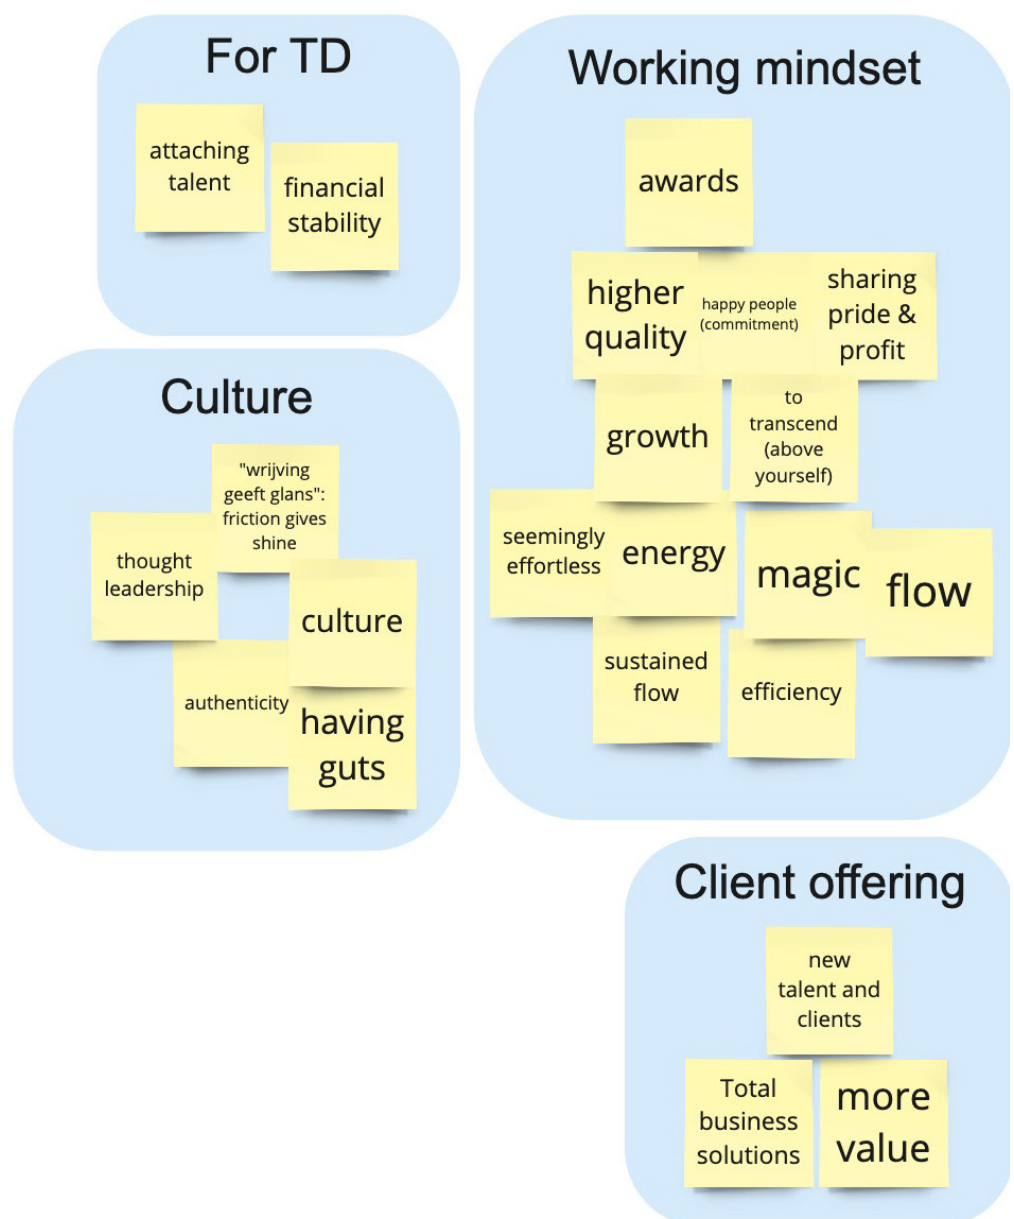 For TD
attaching
talent
financial
stability
Working mindset
awards
higher
quality
happy people
(commitment)
sharing
pride &
profit
growth
to
transcend
(above
yourself)
seemingly
effortless
energy
magic
flow
sustained
flow
efficiency
Culture
"wrijving
geeft glans":
friction gives
shine
thought
leadership
culture
authenticity
having
guts
Client offering
new
talent and
clients
Total
business
solutions
more
value